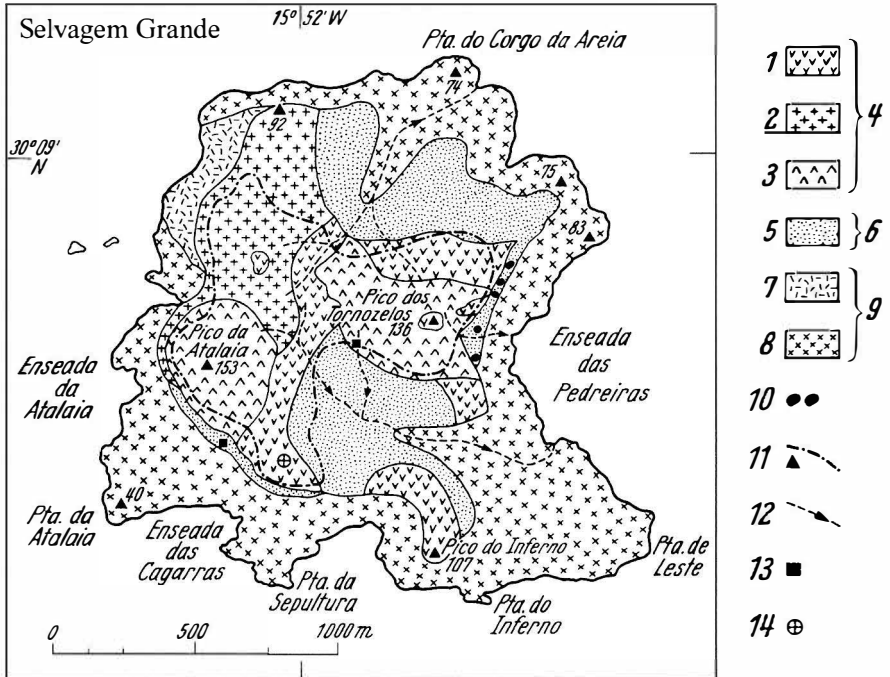 Selvagem Grande
15° 52' W
Pta. do Corgo da Areia
74
92
30° 09'
N
75
83
Pico dos
Tornozelos
136
Pico da
Atalaia
153
Enseada
da
Atalaia
Enseada
das
Pedreiras
40
Pta. da
Atalaia
Enseada
das
Cagarras
Pta. da
Sepultura
Pico do Inferno
107
Pta. do
Inferno
Pta. de
Leste
0 500 1000 m
1
2
3
4
5
6
7
8
9
10
11
12
13
14